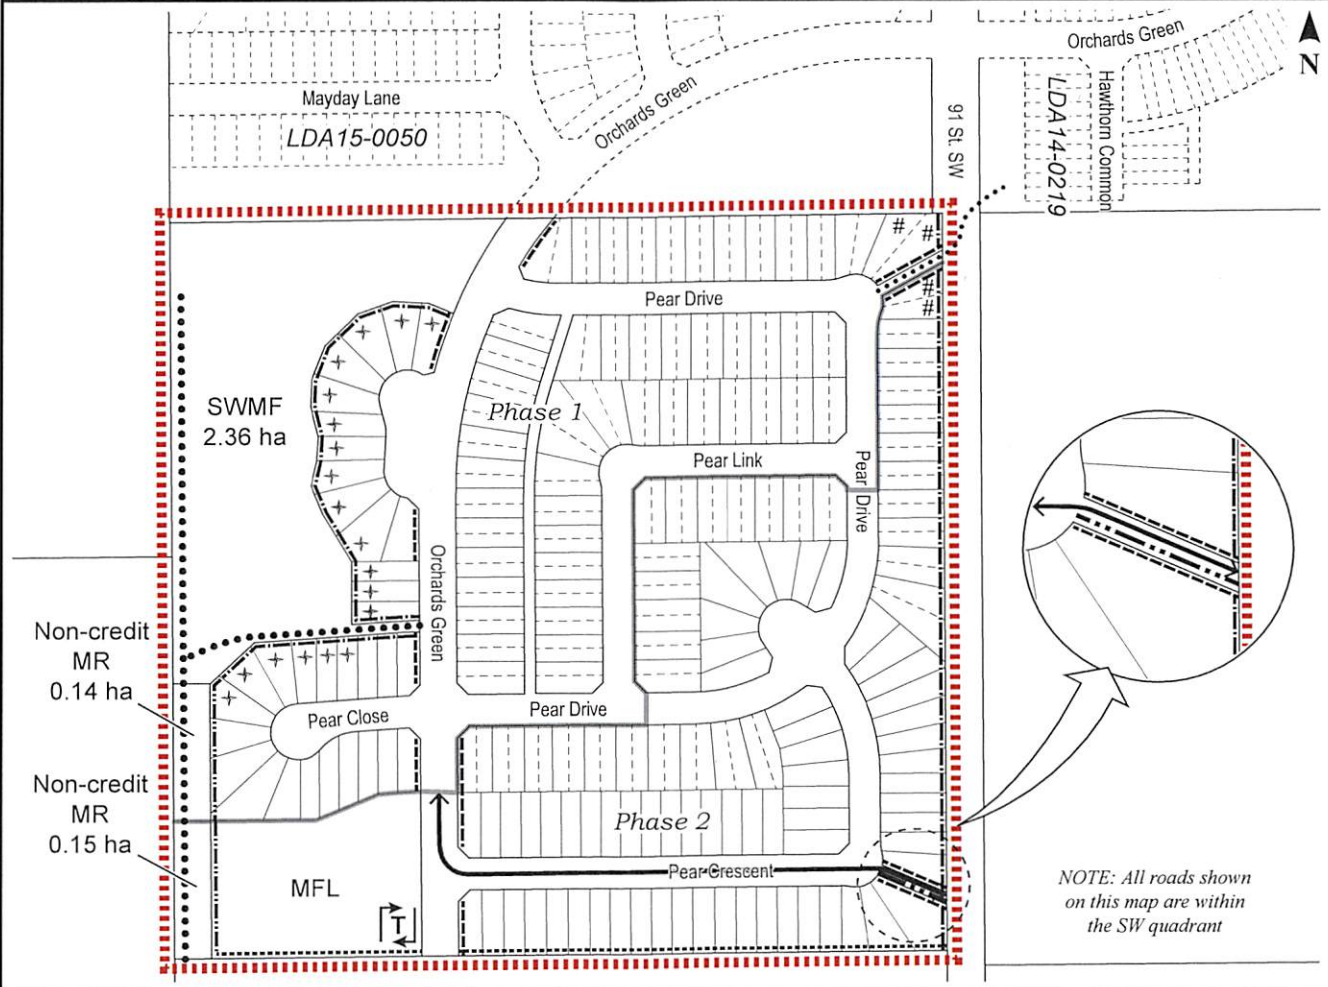 Orchards Green
N
Mayday Lane
LDA15-0050
Orchards Green
91 St. SW
LDA14-0219
Hawthorn Common
#
#
Pear Drive
#
#
SWMF
2.36 ha
Phase 1
Pear Link
Pear Drive
Orchards Green
Non-credit
MR
0.14 ha
Pear Close
Pear Drive
Non-credit
MR
0.15 ha
Phase 2
Pear Crescent
MFL
T
NOTE: All roads shown
on this map are within
the SW quadrant